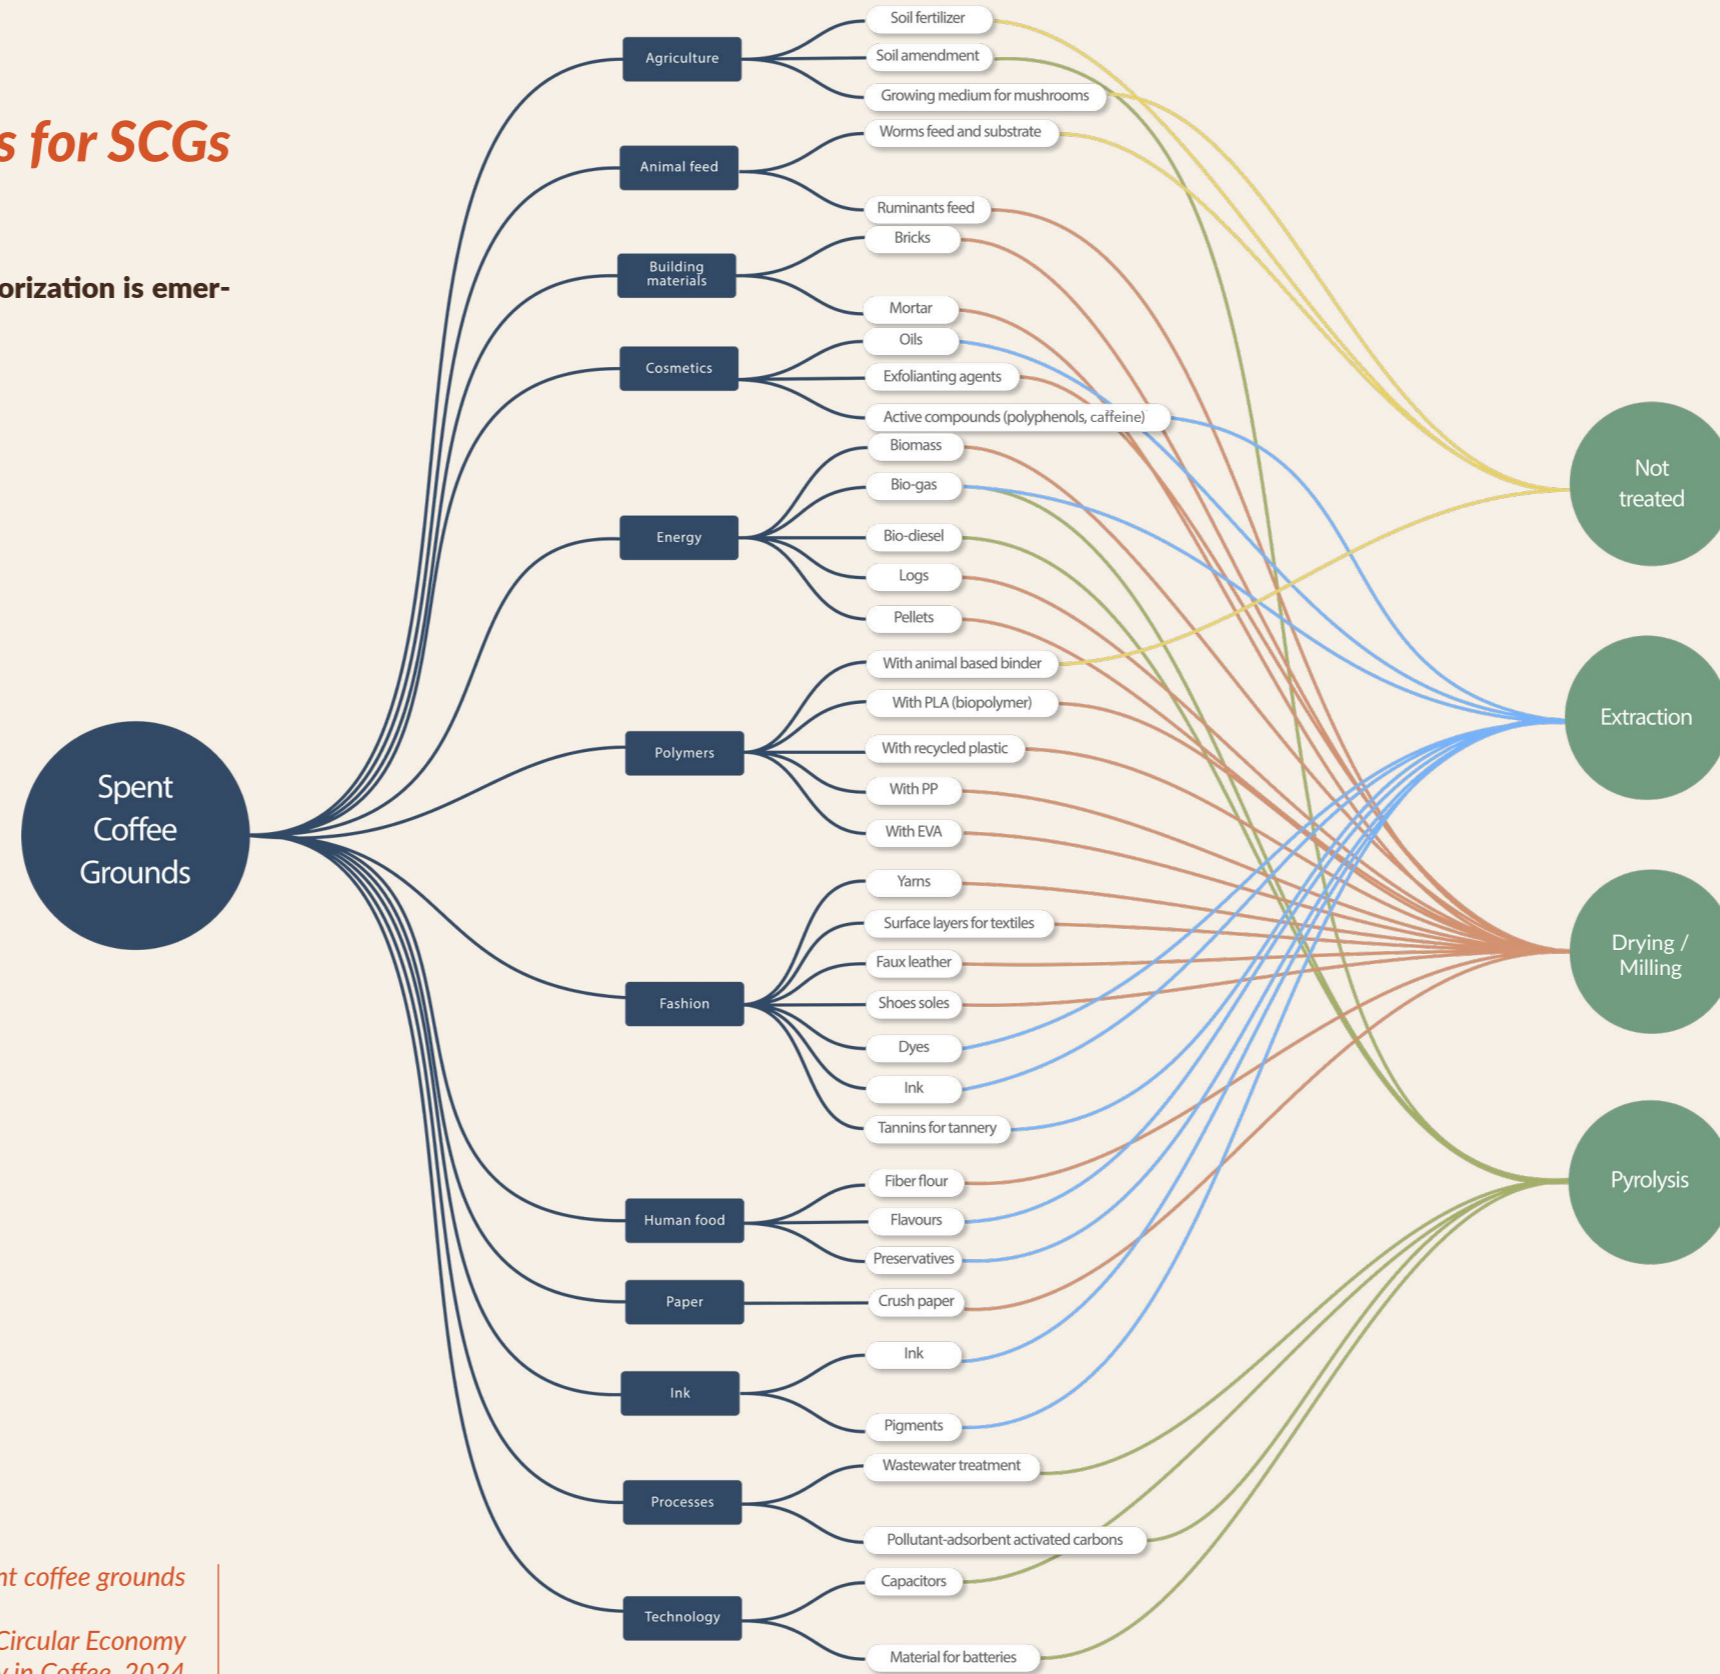 s for SCGs
orization is emer-
Spent
Coffee
Grounds
Agriculture
Soil fertilizer
Soil amendment
Growing medium for mushrooms
Animal feed
Worms feed and substrate
Ruminants feed
Building
materials
Bricks
Mortar
Cosmetics
Oils
Exfolianting agents
Active compounds (polyphenols, caffeine)
Energy
Biomass
Bio-gas
Bio-diesel
Logs
Pellets
Polymers
With animal based binder
With PLA (biopolymer)
With recycled plastic
With PP
With EVA
Fashion
Yarns
Surface layers for textiles
Faux leather
Shoes soles
Dyes
Ink
Tannins for tannery
Human food
Fiber flour
Flavours
Preservatives
Paper
Crush paper
Ink
Ink
Pigments
Processes
Wastewater treatment
Pollutant-adsorbent activated carbons
Technology
Capacitors
Material for batteries
Not
treated
Extraction
Drying /
Milling
Pyrolysis
nt coffee grounds
Circular Economy
y in Coffee, 2024